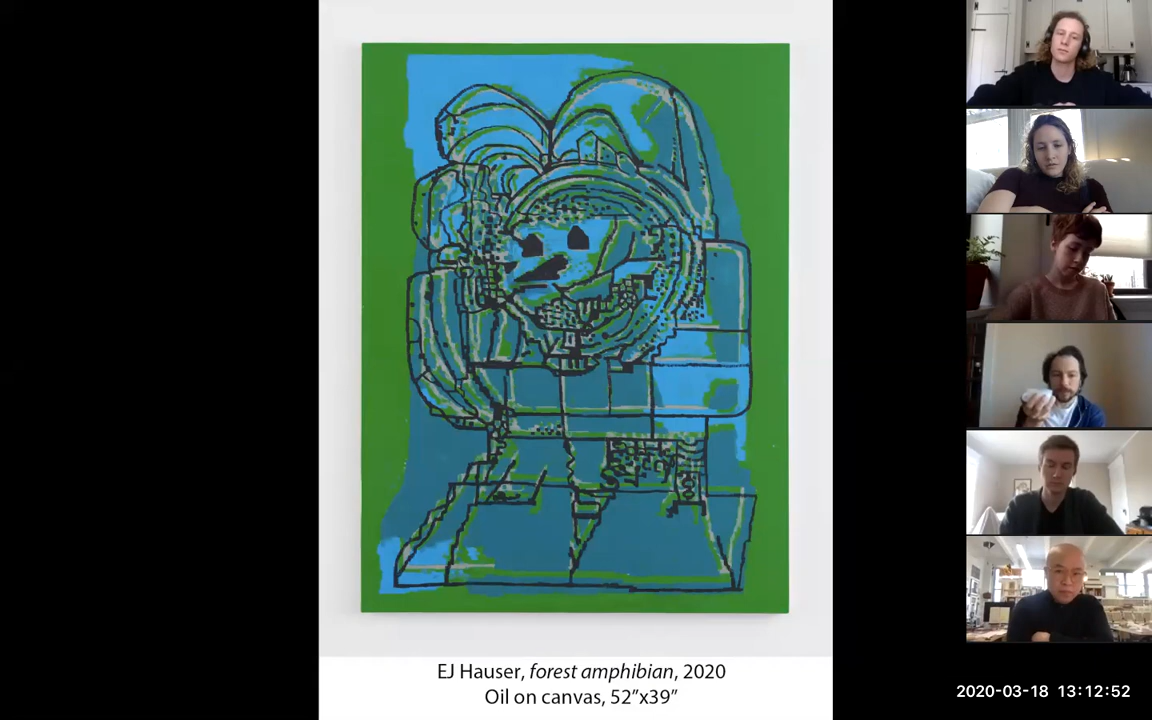 EJ Hauser, forest amphibian, 2020
Oil on canvas, 52”x39”
2020-03-18 13:12:52